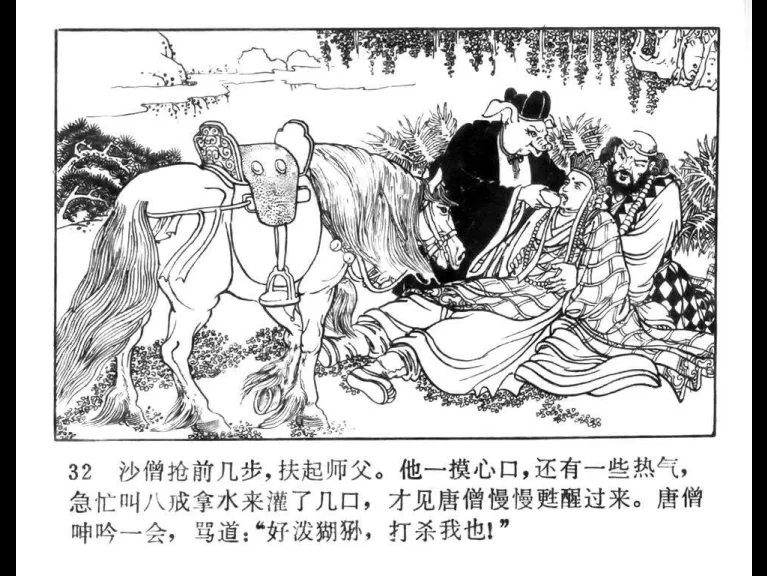 32 沙僧抢前几步，扶起师父。他一摸心口，还有一些热气，
急忙叫八戒拿水来灌了几口，才见唐僧慢慢甦醒过来。唐僧
呻吟一会，骂道：“好泼猢狲，打杀我也！”